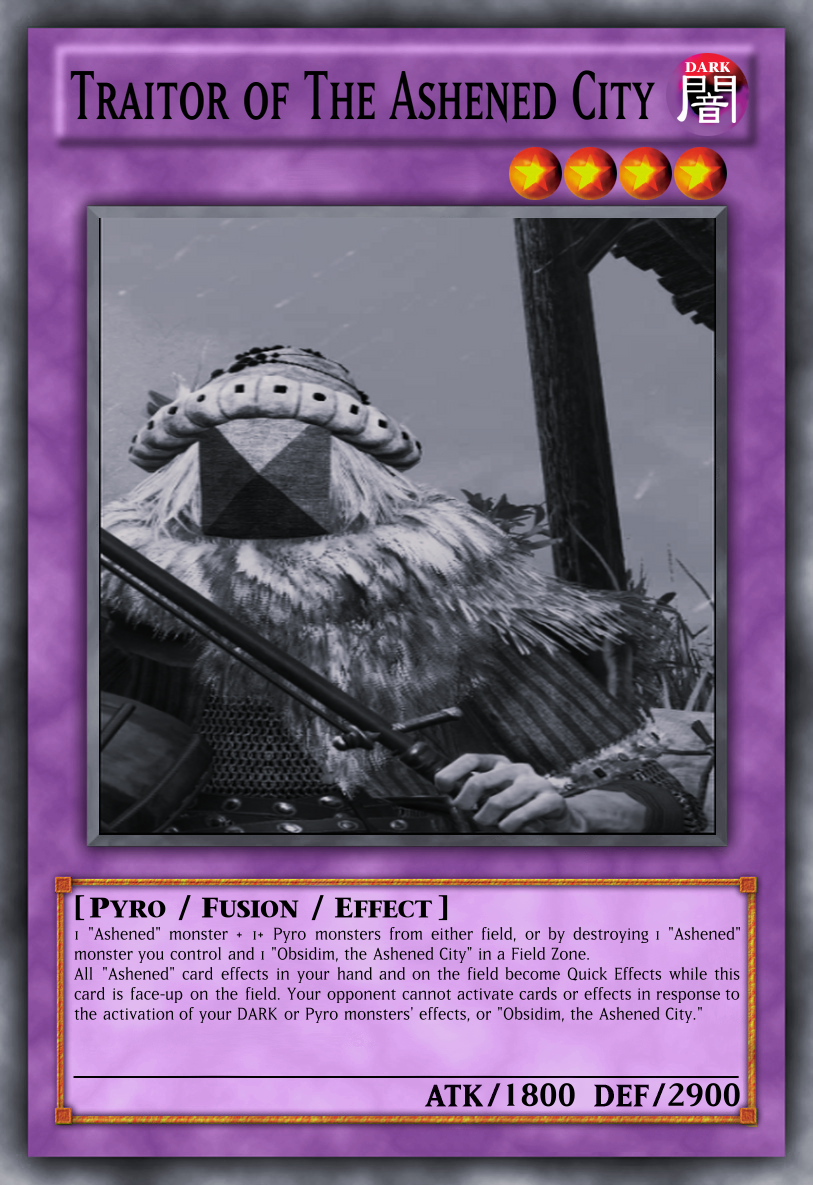 Traitor of The Ashened City
DARK
闇
[ Pyro / Fusion / Effect ]
1 "Ashened" monster + 1+ Pyro monsters from either field, or by destroying 1 "Ashened"
monster you control and 1 "Obsidim, the Ashened City" in a Field Zone.
All "Ashened" card effects in your hand and on the field become Quick Effects while this
card is face-up on the field. Your opponent cannot activate cards or effects in response to
the activation of your DARK or Pyro monsters' effects, or "Obsidim, the Ashened City."
ATK/1800 DEF/2900